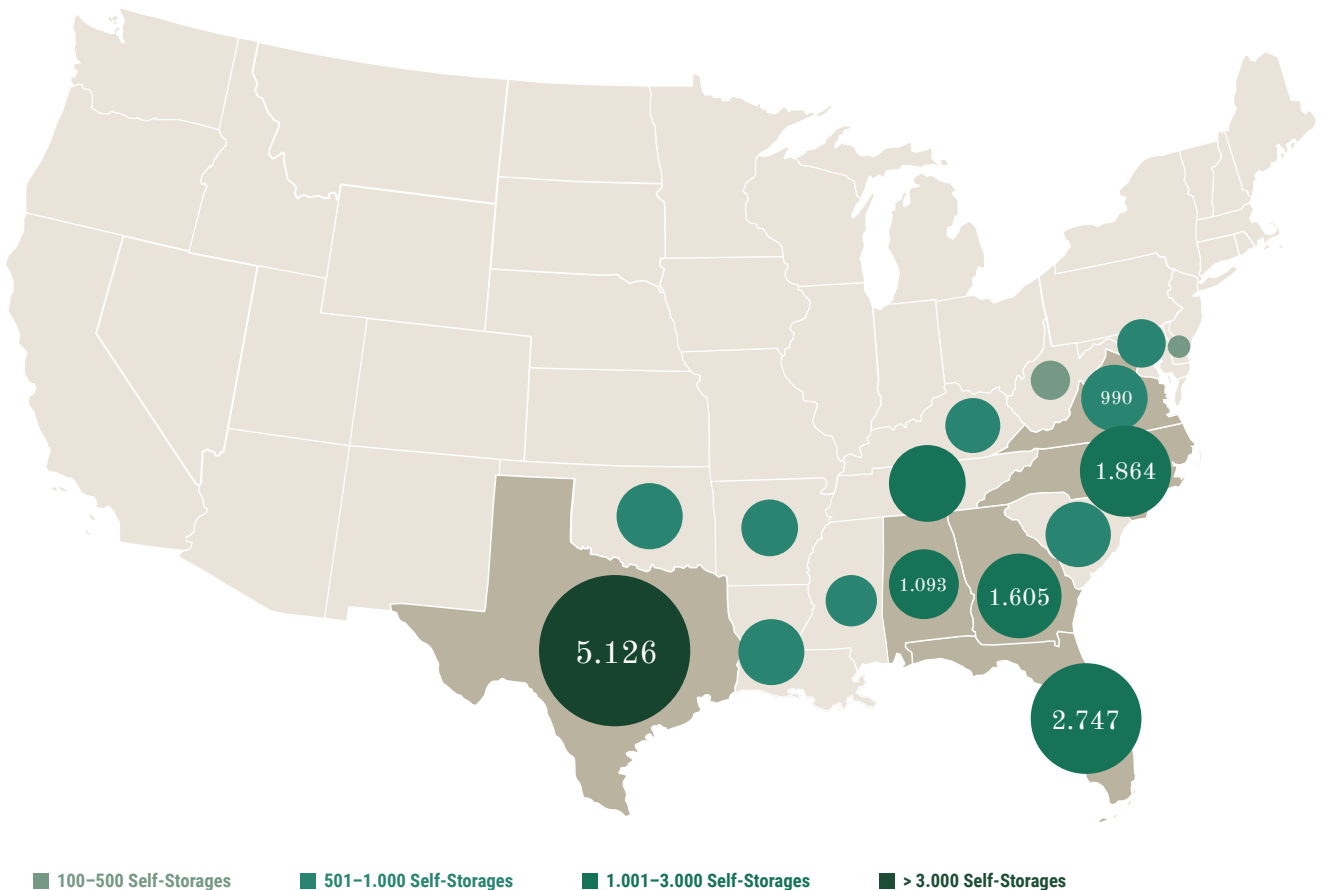 990
1.864
1.093
1.605
5.126
2.747
100–500 Self-Storages
501–1.000 Self-Storages
1.001–3.000 Self-Storages
> 3.000 Self-Storages